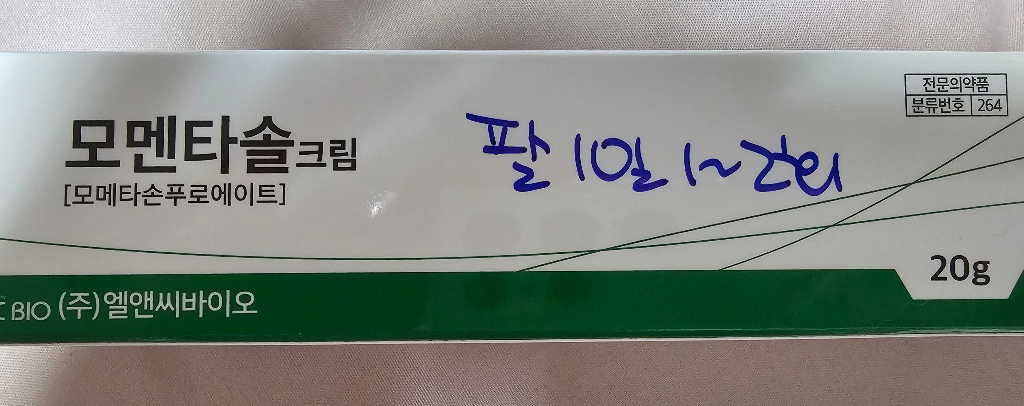 전문의약품
분류번호 264
모멘타솔크림
[모메타손푸로에이트]
팔 1일 1~2회
20g
BIO (주)엘앤씨바이오